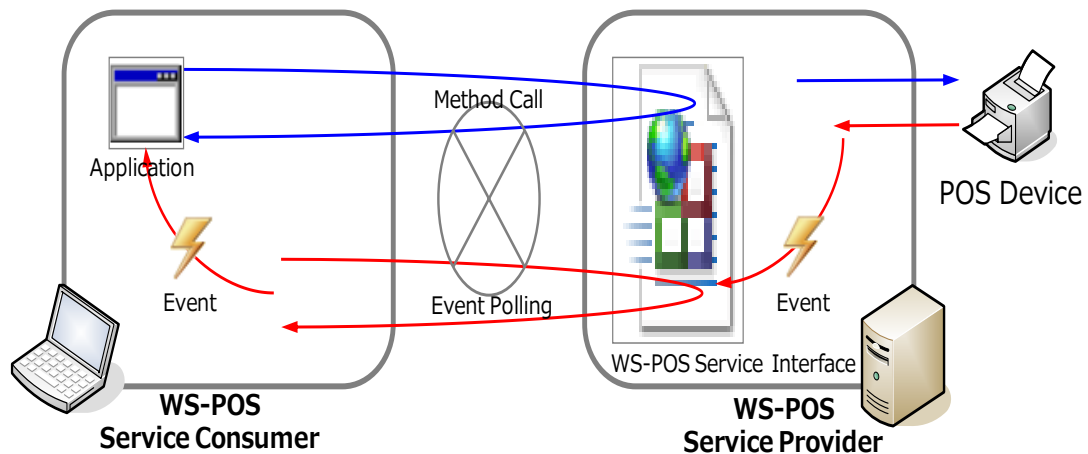 Method Call
Application
POS Device
Event
Event Polling
Event
WS-POS Service Interface
WS-POS
Service Consumer
WS-POS
Service Provider